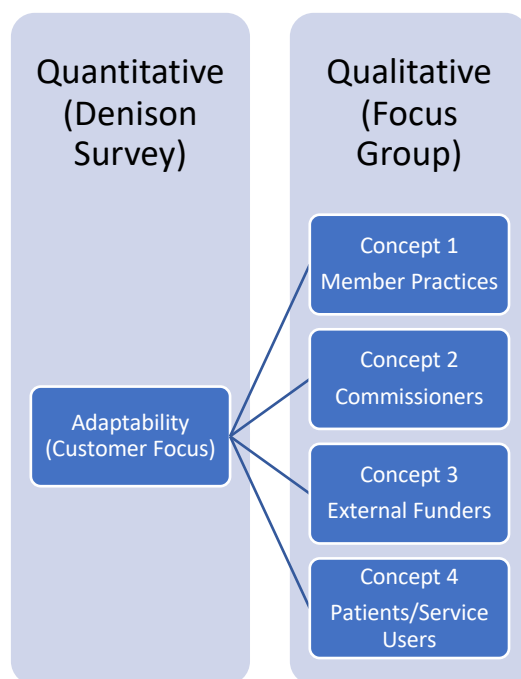 Quantitative
(Denison
Survey)
Qualitative
(Focus
Group)
Adaptability
(Customer Focus)
Concept 1
Member Practices
Concept 2
Commissioners
Concept 3
External Funders
Concept 4
Patients/Service
Users